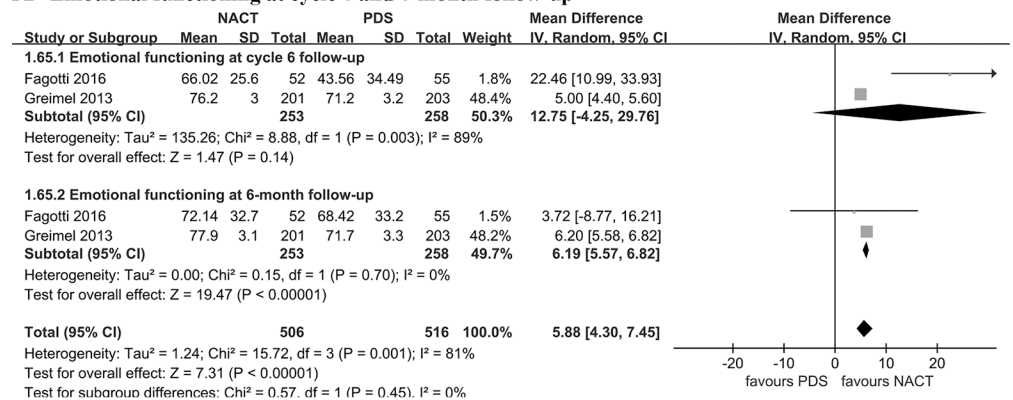 NACT PDS Mean Difference Mean Difference
Study or Subgroup Mean SD Total Mean SD Total Weight IV, Random, 95% CI IV, Random, 95% CI
1.65.1 Emotional functioning at cycle 6 follow-up
Fagotti 2016 66.02 25.6 52 43.56 34.49 55 1.8% 22.46 [10.99, 33.93]
Greimel 2013 76.2 3 201 71.2 3.2 203 48.4% 5.00 [4.40, 5.60]
Subtotal (95% CI) 253 258 50.3% 12.75 [-4.25, 29.76]
Heterogeneity: Tau² = 135.26; Chi² = 8.88, df = 1 (P = 0.003); I² = 89%
Test for overall effect: Z = 1.47 (P = 0.14)
1.65.2 Emotional functioning at 6-month follow-up
Fagotti 2016 72.14 32.7 52 68.42 33.2 55 1.5% 3.72 [-8.77, 16.21]
Greimel 2013 77.9 3.1 201 71.7 3.3 203 48.2% 6.20 [5.58, 6.82]
Subtotal (95% CI) 253 258 49.7% 6.19 [5.57, 6.82]
Heterogeneity: Tau² = 0.00; Chi² = 0.15, df = 1 (P = 0.70); I² = 0%
Test for overall effect: Z = 19.47 (P < 0.00001)
Total (95% CI) 506 516 100.0% 5.88 [4.30, 7.45]
Heterogeneity: Tau² = 1.24; Chi² = 15.72, df = 3 (P = 0.001); I² = 81%
Test for overall effect: Z = 7.31 (P < 0.00001)
Test for subgroup differences: Chi² = 0.57, df = 1 (P = 0.45), I² = 0%
-20 -10 0 10 20
favours PDS favours NACT